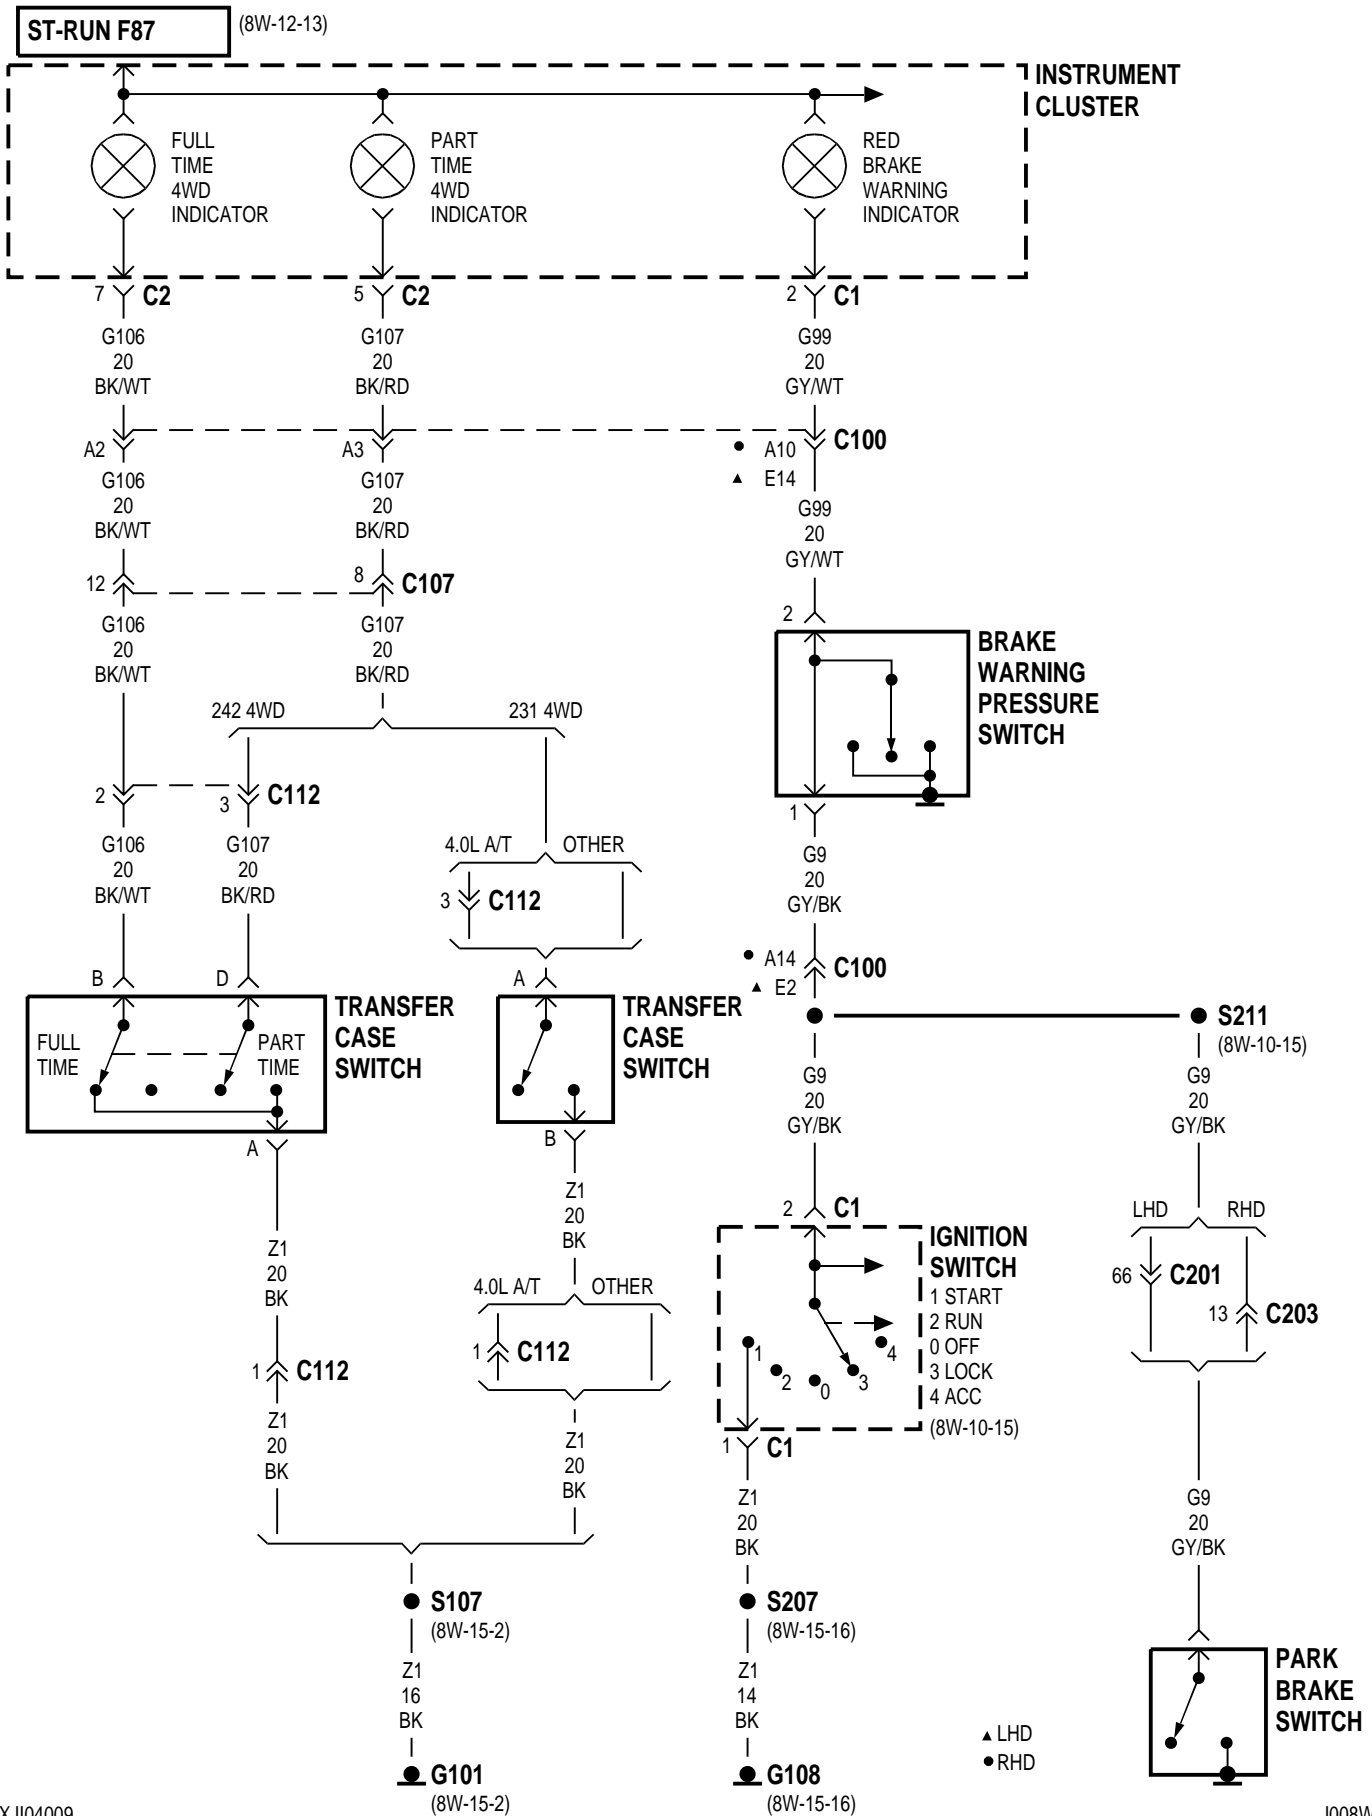 ST-RUN F87
(8W-12-13)
INSTRUMENT
CLUSTER
FULL
TIME
4WD
INDICATOR
PART
TIME
4WD
INDICATOR
RED
BRAKE
WARNING
INDICATOR
7 C2
5 C2
2 C1
G106
20
BK/WT
G107
20
BK/RD
G99
20
GY/WT
A2
A3
A10
C100
▲ E14
G106
20
BK/WT
G107
20
BK/RD
G99
20
GY/WT
12
8
C107
G106
20
BK/WT
G107
20
BK/RD
2
BRAKE
WARNING
PRESSURE
SWITCH
242 4WD
231 4WD
2
3
C112
1
G106
20
BK/WT
G107
20
BK/RD
4.0L A/T
OTHER
3 C112
G9
20
GY/BK
● A14
C100
▲ E2
B
D
A
FULL
TIME
PART
TIME
TRANSFER
CASE
SWITCH
TRANSFER
CASE
SWITCH
S211
(8W-10-15)
G9
20
GY/BK
G9
20
GY/BK
A
B
Z1
20
BK
2 C1
LHD
RHD
Z1
20
BK
IGNITION
SWITCH
1 START
2 RUN
0 OFF
3 LOCK
4 ACC
(8W-10-15)
1
2
0
3
4
66 C201
13 C203
4.0L A/T
OTHER
1 C112
1 C112
Z1
20
BK
Z1
20
BK
1 C1
Z1
20
BK
G9
20
GY/BK
S107
(8W-15-2)
S207
(8W-15-16)
Z1
16
BK
Z1
14
BK
PARK
BRAKE
SWITCH
▲ LHD
● RHD
G101
(8W-15-2)
G108
(8W-15-16)